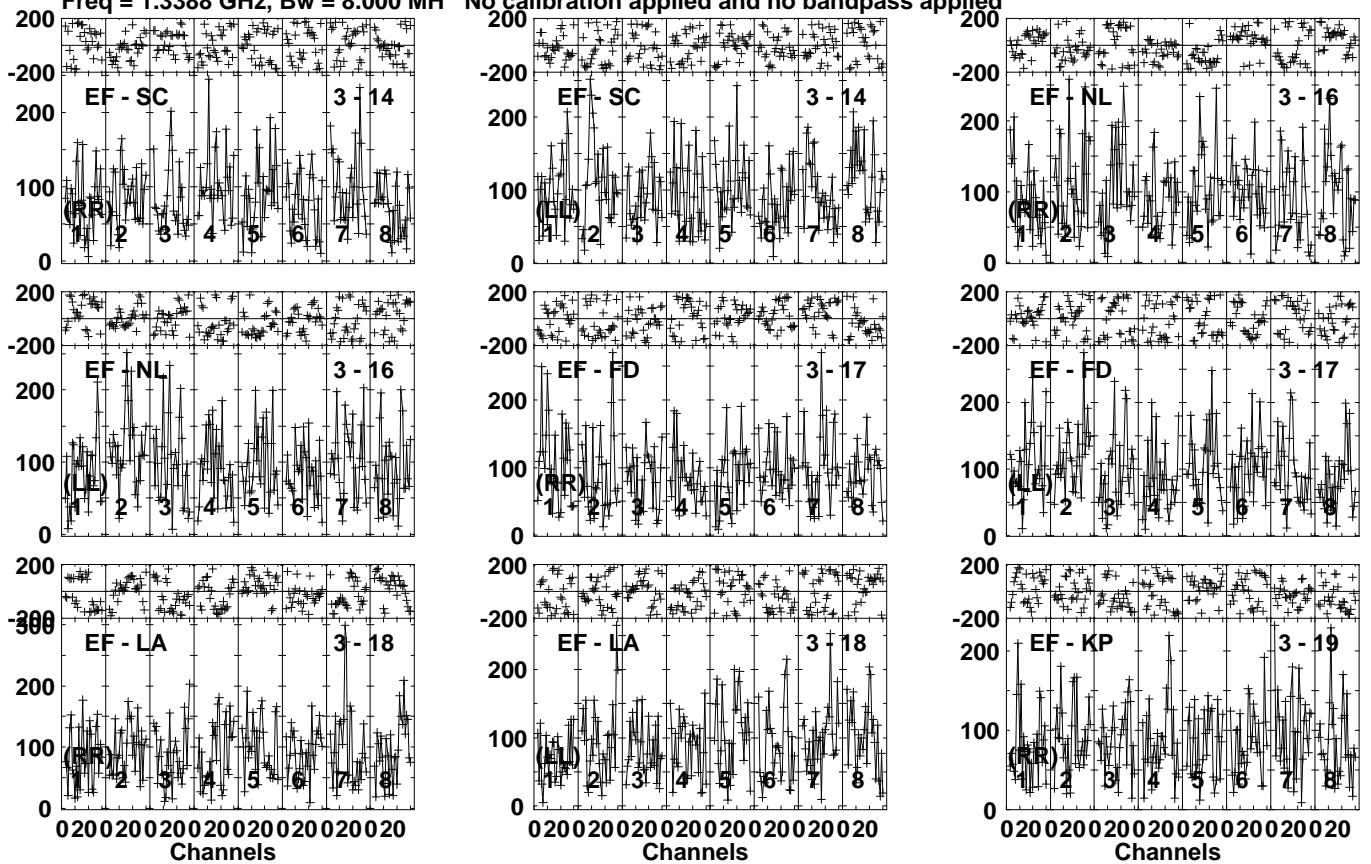 Freq = 1.3388 GHz, Bw = 8.000 MH No calibration applied and no bandpass applied
200 200 200
-200 -200 -200
EF - SC 3 - 14 EF - SC 3 - 14 EF - NL 3 - 16
200 200 200
100 100 100
(RR) (LL) (RR)
1 2 3 4 5 6 7 8 1 2 3 4 5 6 7 8 1 2 3 4 5 6 7 8
0 0 0
200 200 200
-200 -200 -200
EF - NL 3 - 16 EF - FD 3 - 17 EF - FD 3 - 17
200 200 200
100 100 100
(LL) (RR) (LL)
1 2 3 4 5 6 7 8 1 2 3 4 5 6 7 8 1 2 3 4 5 6 7 8
0 0 0
200 200 200
-200 -200 -200
300
EF - LA 3 - 18 EF - LA 3 - 18 EF - KP 3 - 19
200 200 200
100 100 100
(RR) (LL) (RR)
1 2 3 4 5 6 7 8 1 2 3 4 5 6 7 8 1 2 3 4 5 6 7 8
0 0 0
0 20 0 20 0 20 0 20 0 20 0 20 0 20 0 20 0 20 0 20 0 20 0 20 0 20 0 20 0 20 0 20 0 20 0 20 0 20 0 20 0 20 0 20 0 20 0 20
Channels Channels Channels